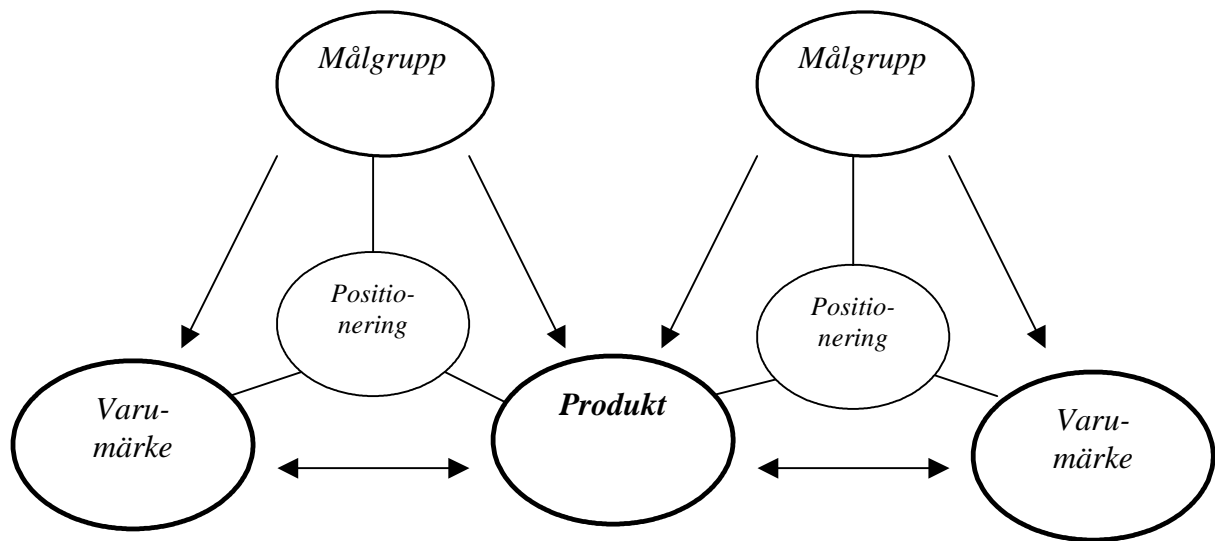 Målgrupp
Målgrupp
Positio-
nering
Positio-
nering
Varu-
märke
Produkt
Varu-
märke